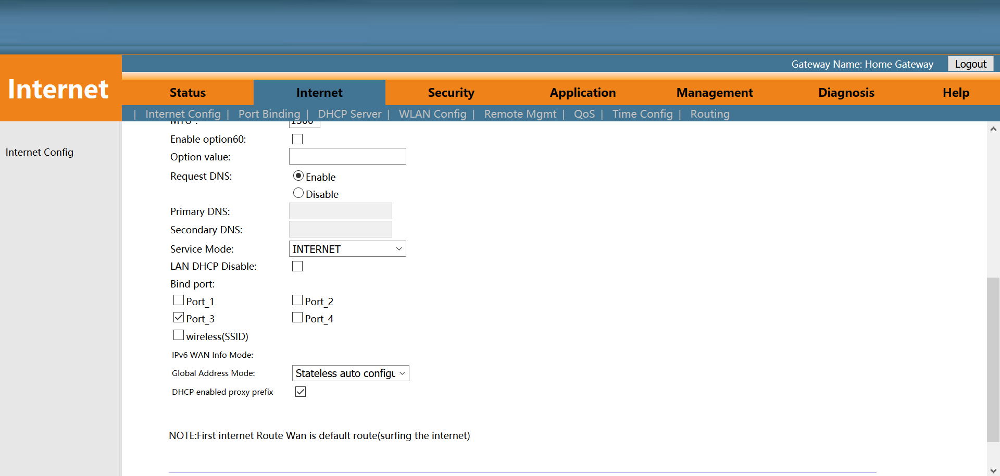 Gateway Name: Home Gateway Logout
Internet
Status Internet Security Application Management Diagnosis Help
| Internet Config | Port Binding | DHCP Server | WLAN Config | Remote Mgmt | QoS | Time Config | Routing
Internet Config
MTU : 1500
Enable option60:
Option value:
Request DNS: Enable
Disable
Primary DNS:
Secondary DNS:
Service Mode: INTERNET
LAN DHCP Disable:
Bind port:
Port_1 Port_2
Port_3 Port_4
wireless(SSID)
IPv6 WAN Info Mode:
Global Address Mode: Stateless auto configu
DHCP enabled proxy prefix
NOTE:First internet Route Wan is default route(surfing the internet)